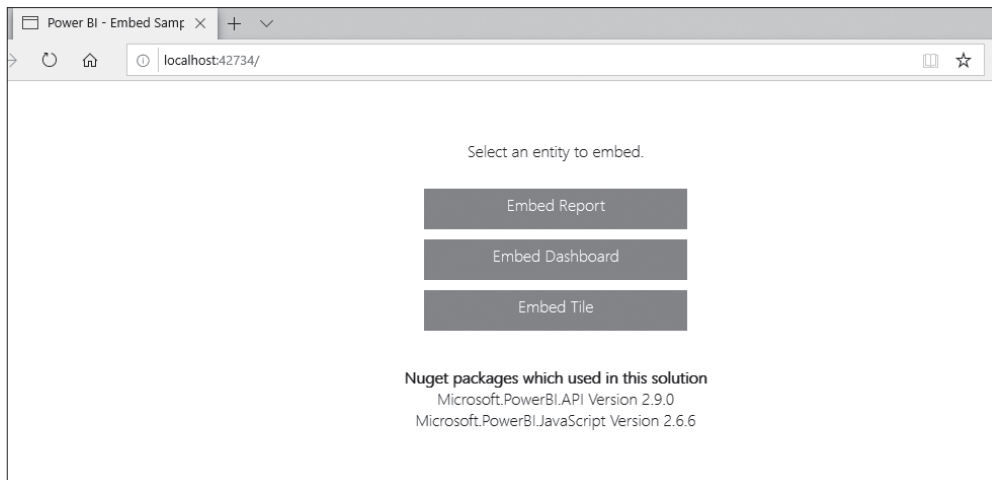 Power BI - Embed Samp
localhost:42734/
Select an entity to embed.
Embed Report
Embed Dashboard
Embed Tile
Nuget packages which used in this solution
Microsoft.PowerBI.API Version 2.9.0
Microsoft.PowerBI.JavaScript Version 2.6.6